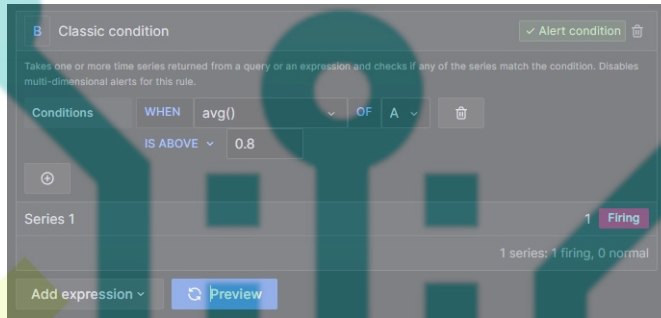 B Classic condition ✓ Alert condition
Takes one or more time series returned from a query or an expression and checks if any of the series match the condition. Disables
multi-dimensional alerts for this rule.
Conditions WHEN avg() OF A
IS ABOVE 0.8
Series 1 1 Firing
1 series: 1 firing, 0 normal
Add expression Preview